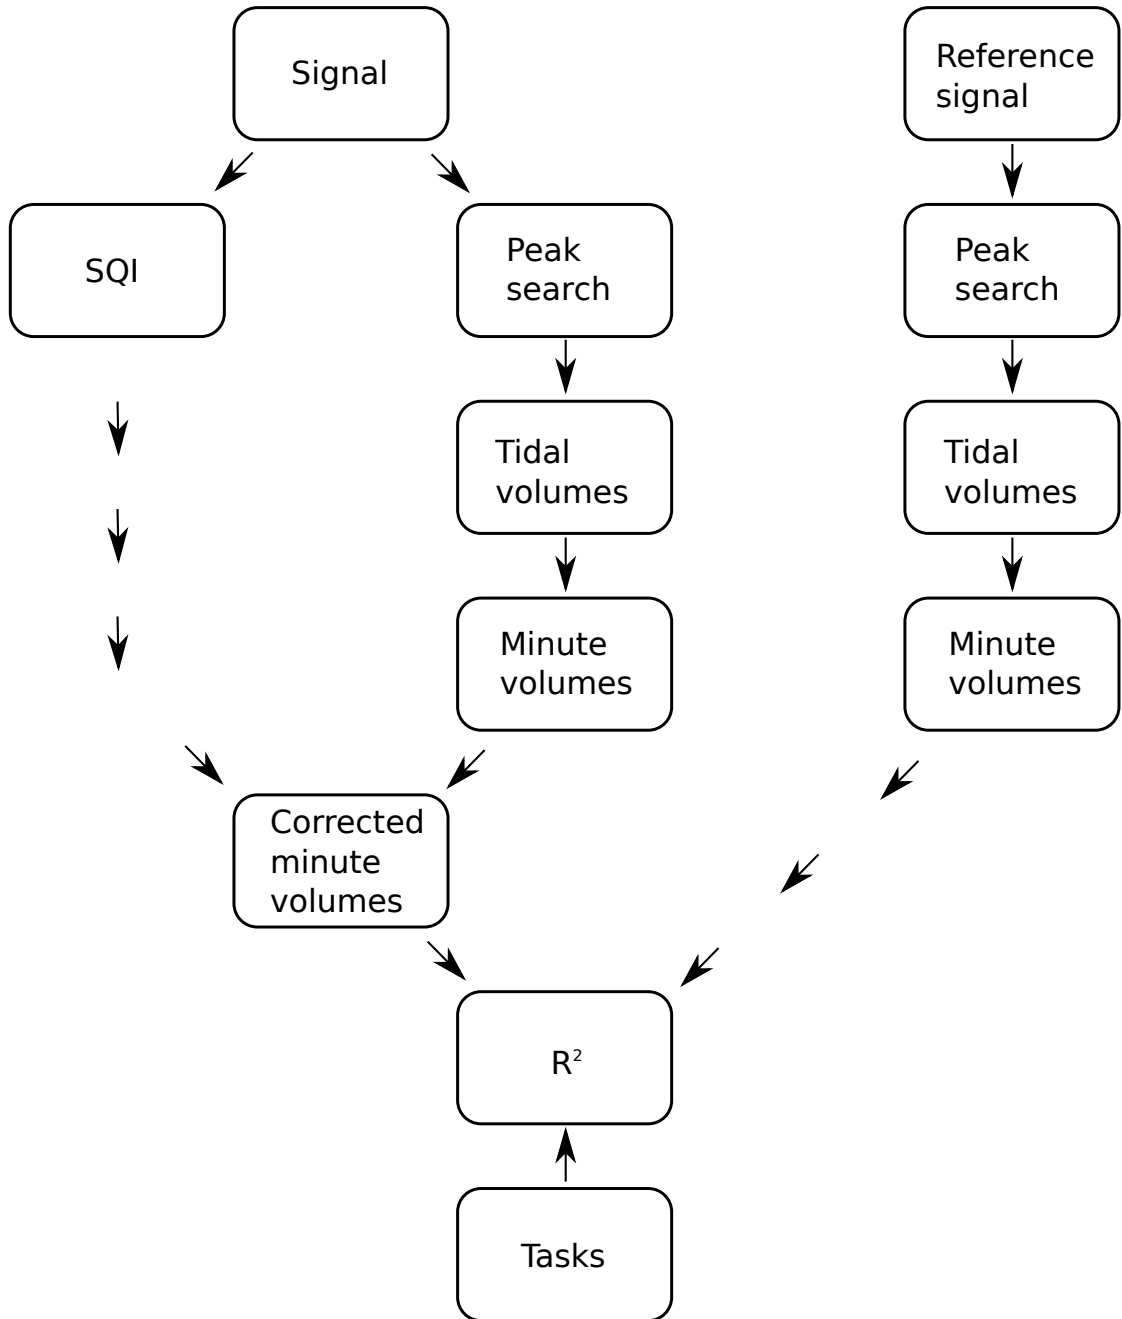 Signal
Reference
signal
SQI
Peak
search
Peak
search
Tidal
volumes
Tidal
volumes
Minute
volumes
Minute
volumes
Corrected
minute
volumes
R²
Tasks